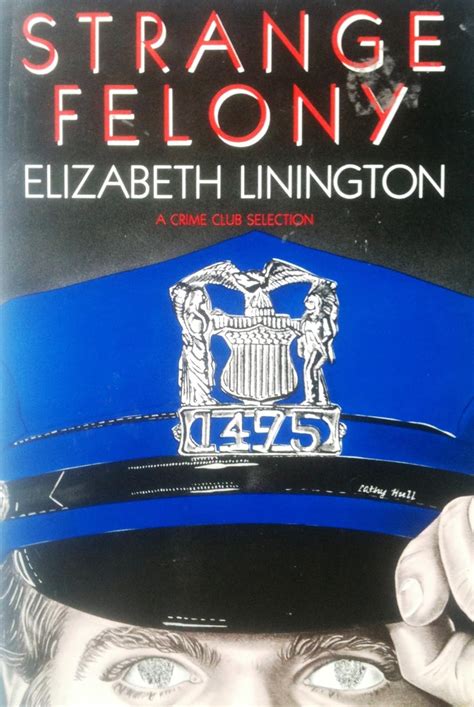 STRANGE
FELONY
ELIZABETH LININGTON
A CRIME CLUB SELECTION
1475
Cathy Hull